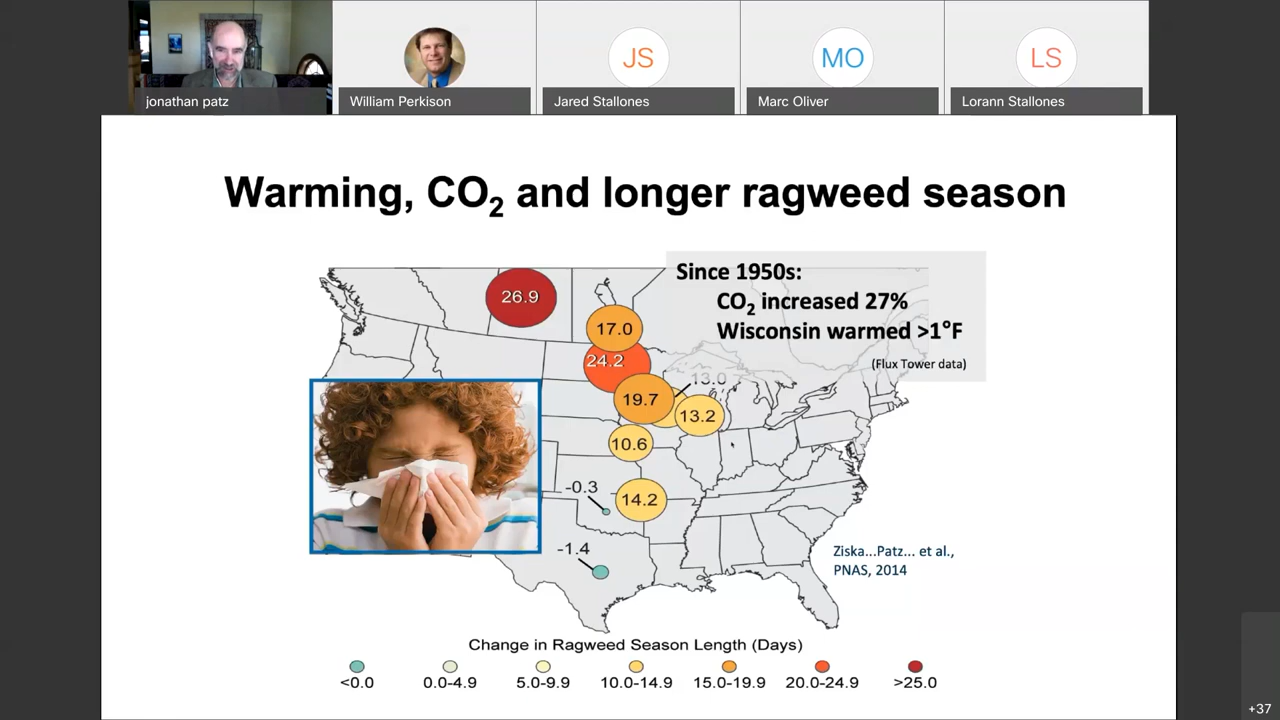 jonathan patz
William Perkison
JS
Jared Stallones
MO
Marc Oliver
LS
Lorann Stallones
Warming, CO2 and longer ragweed season
Since 1950s:
CO2 increased 27%
Wisconsin warmed >1°F
(Flux Tower data)
26.9
17.0
24.2
13.0
19.7
13.2
10.6
-0.3
14.2
-1.4
Ziska...Patz... et al.,
PNAS, 2014
Change in Ragweed Season Length (Days)
<0.0 0.0-4.9 5.0-9.9 10.0-14.9 15.0-19.9 20.0-24.9 >25.0
+37